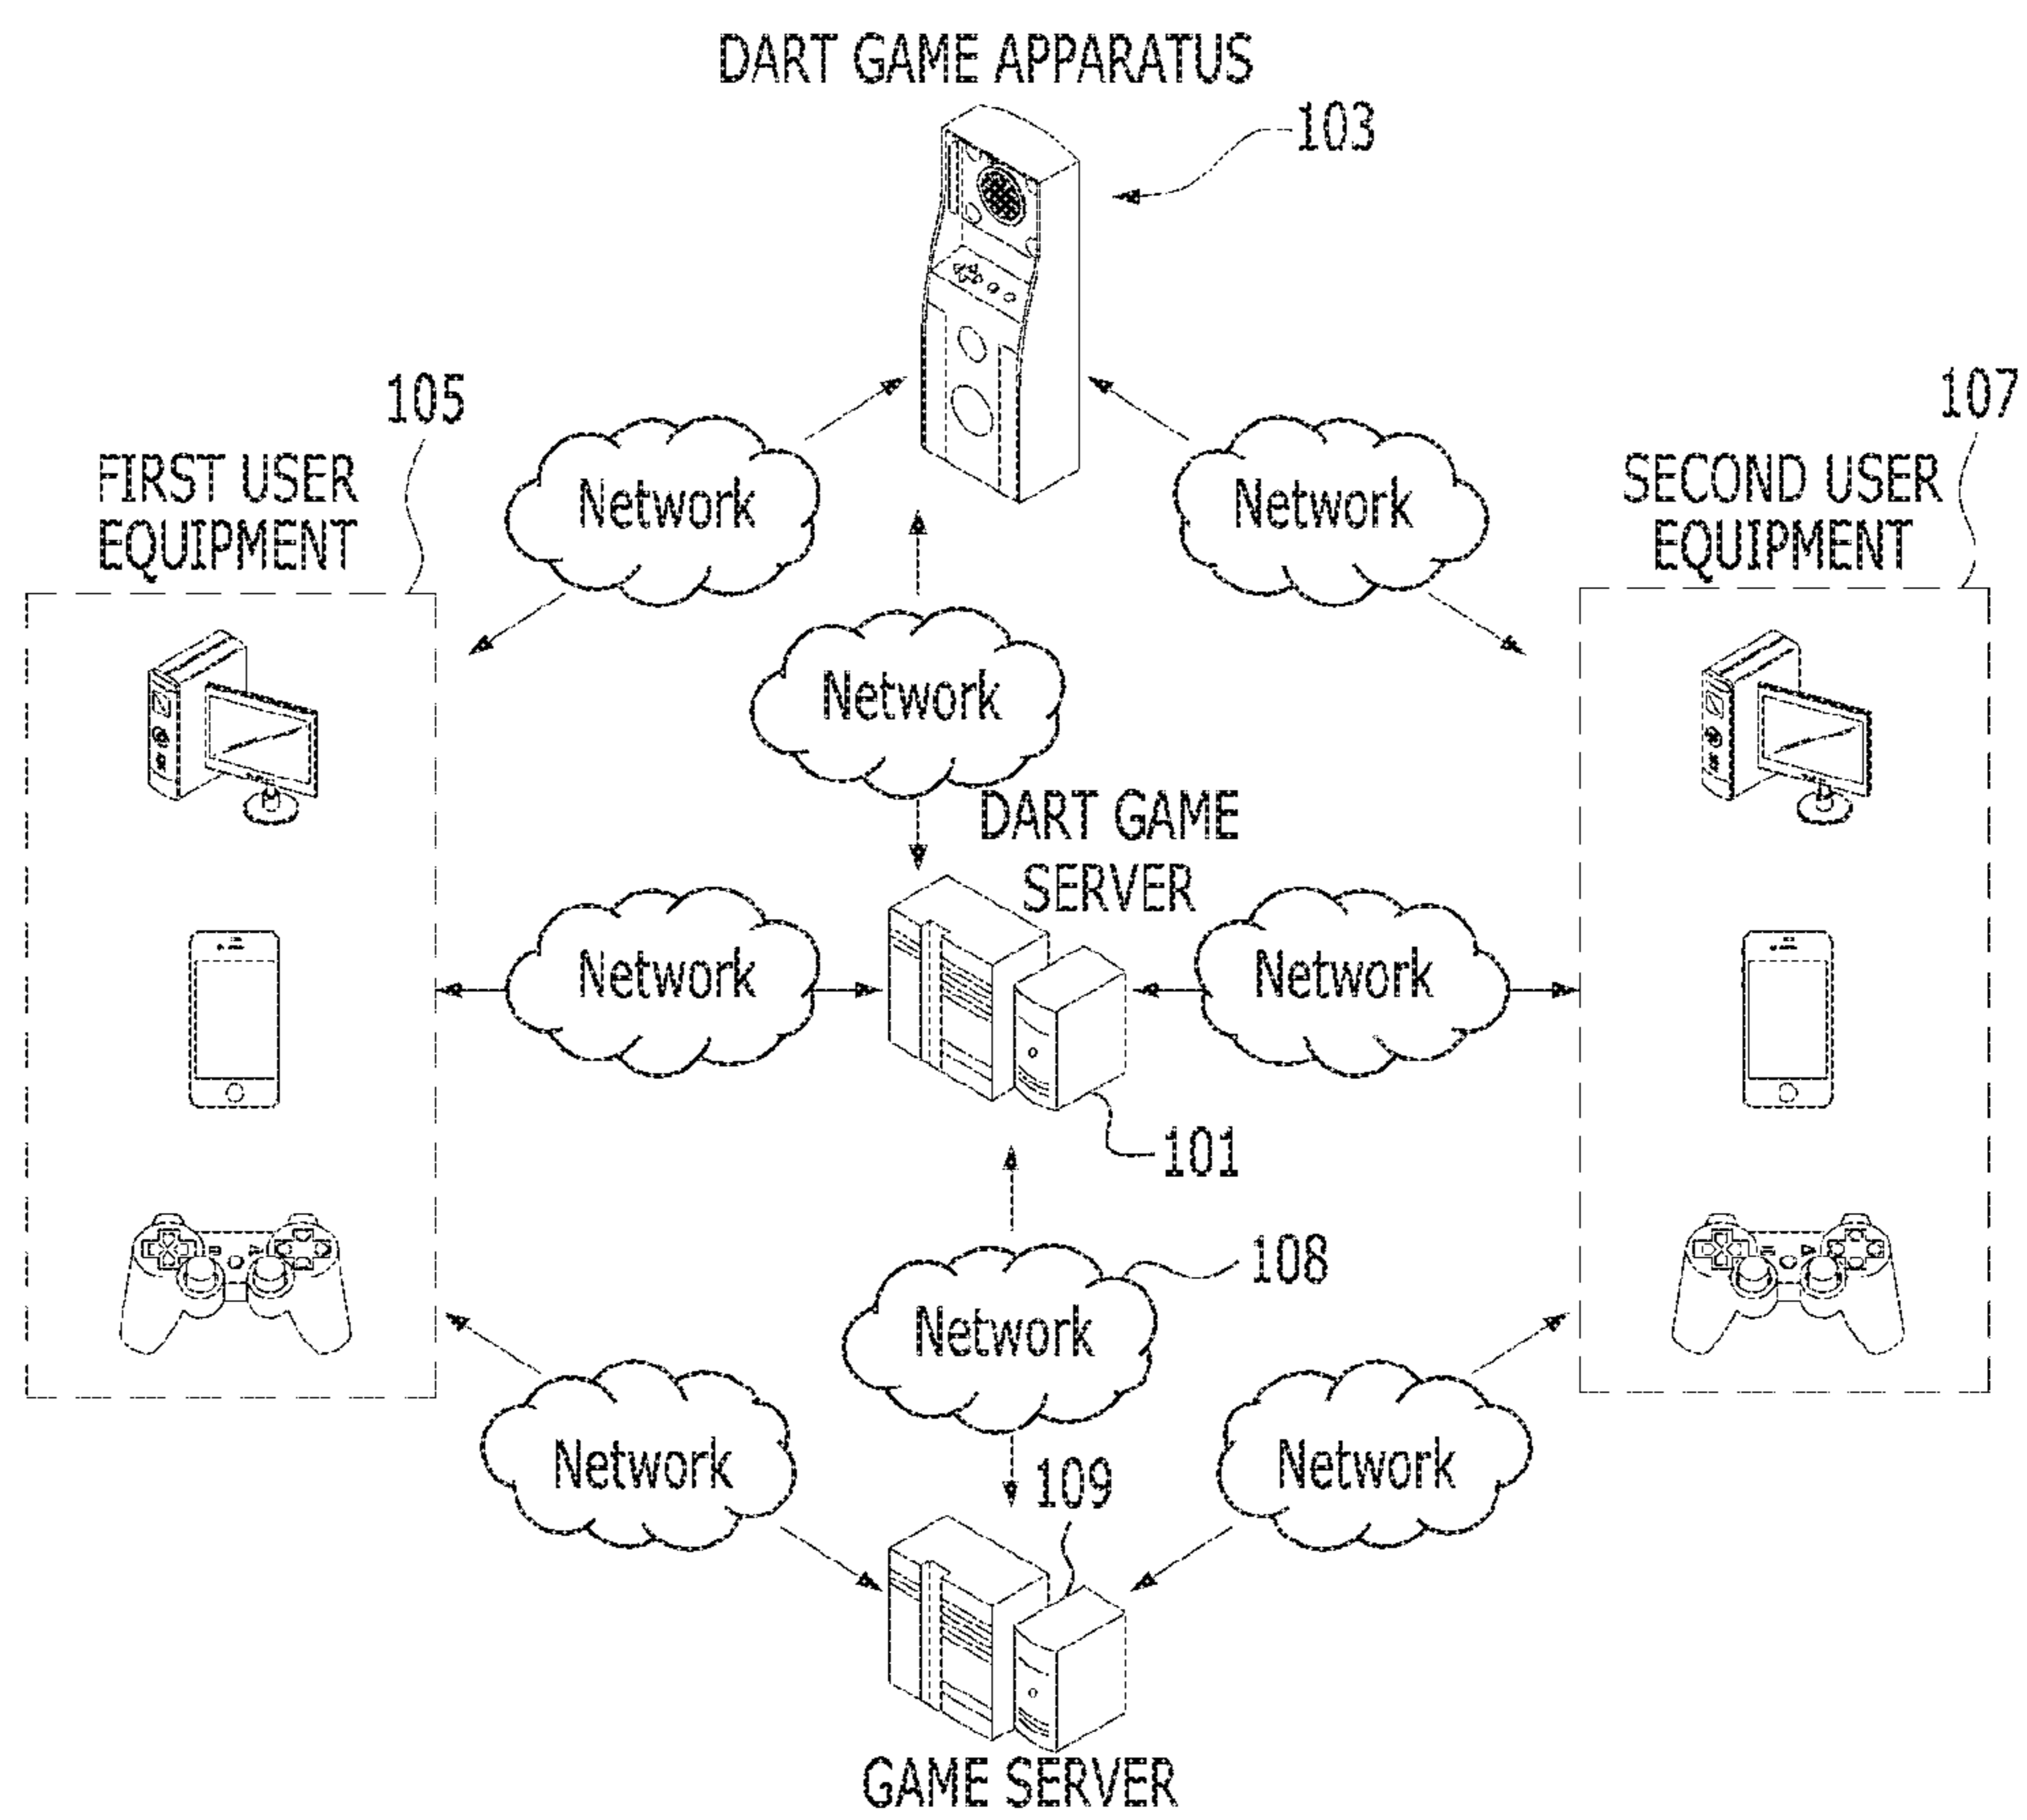 DART GAME APPARATUS
103
105
107
FIRST USER
EQUIPMENT
Network
Network
SECOND USER
EQUIPMENT
Network
DART GAME
SERVER
Network
Network
101
108
Network
Network
Network
109
GAME SERVER